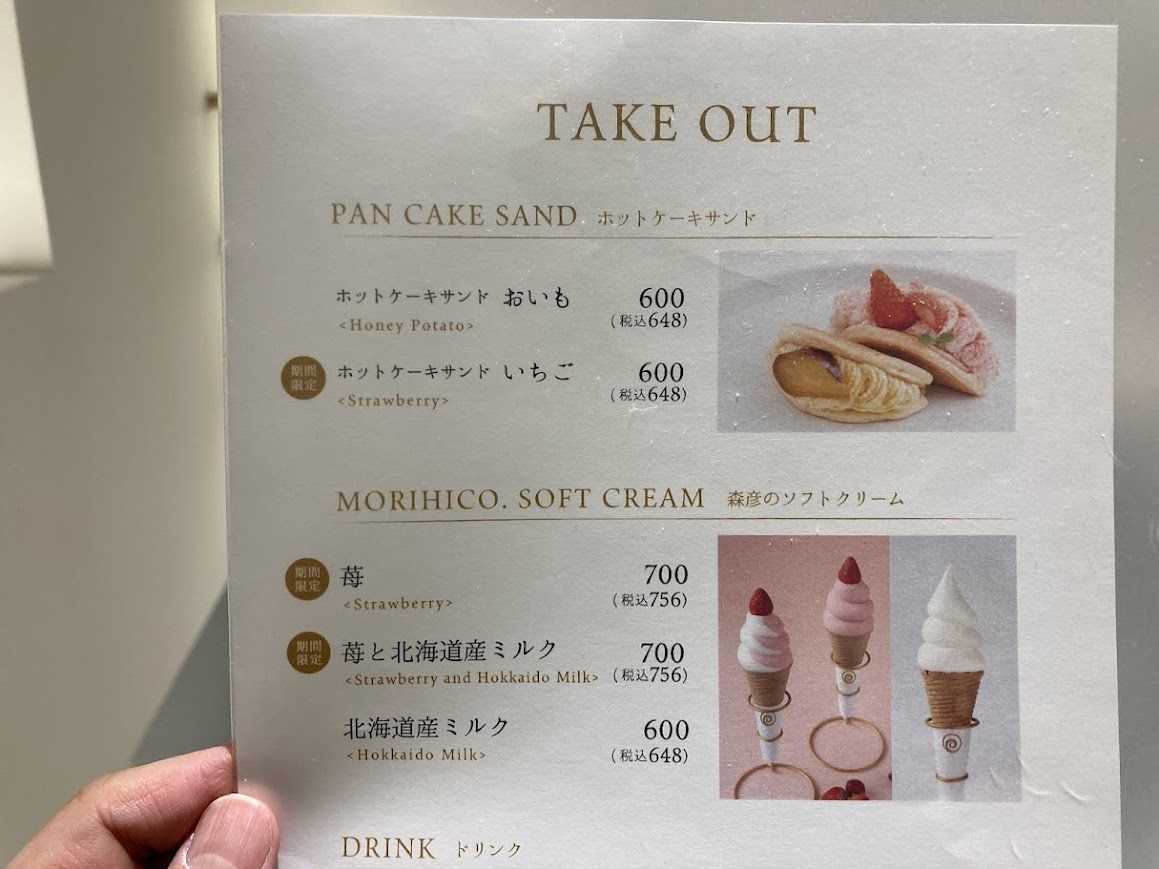 TAKE OUT
PAN CAKE SAND ホットケーキサンド
ホットケーキサンド おいも 600
<Honey Potato> (税込648)
期間限定 ホットケーキサンド いちご 600
<Strawberry> (税込648)
MORIHICO. SOFT CREAM 森彦のソフトクリーム
期間限定 苺 700
<Strawberry> (税込756)
期間限定 苺と北海道産ミルク 700
<Strawberry and Hokkaido Milk> (税込756)
北海道産ミルク 600
<Hokkaido Milk> (税込648)
DRINK ドリンク